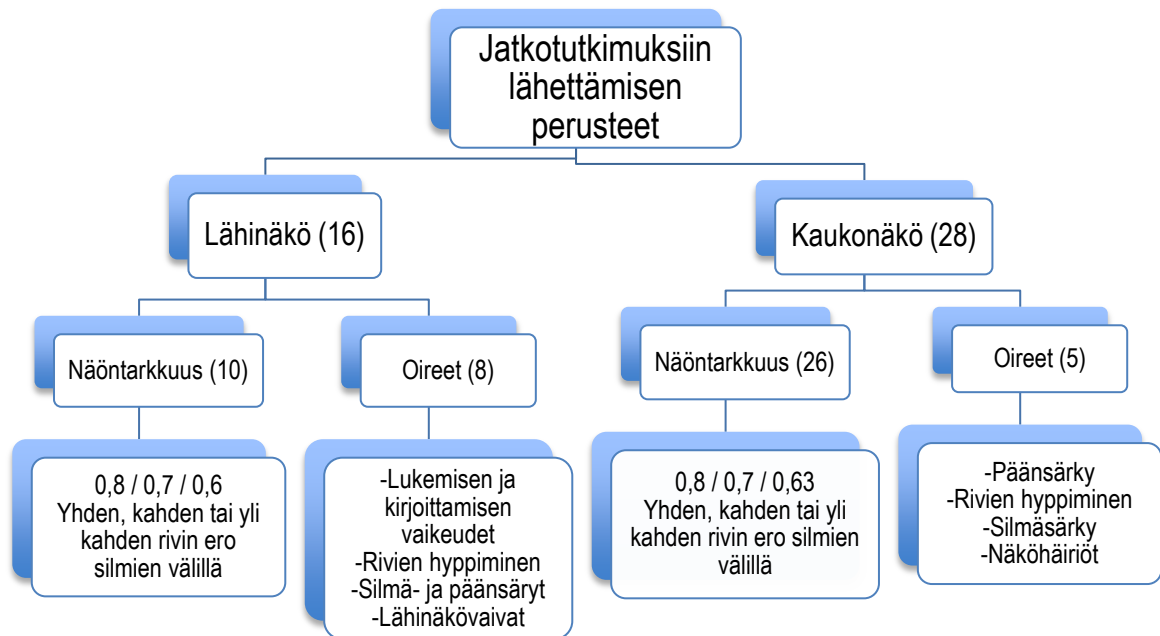 Jatkotutkimuksiin
lähettämisen
perusteet
Lähinäkö (16)
Kaukonäkö (28)
Näöntarkkuus (10)
Oireet (8)
Näöntarkkuus (26)
Oireet (5)
0,8 / 0,7 / 0,6
Yhden, kahden tai yli
kahden rivin ero
silmien välillä
-Lukemisen ja
kirjoittamisen
vaikeudet
-Rivien hyppiminen
-Silmä- ja päänsäryt
-Lähinäkövaivat
0,8 / 0,7 / 0,63
Yhden, kahden tai yli
kahden rivin ero silmien
välillä
-Päänsärky
-Rivien hyppiminen
-Silmäsärky
-Näköhäiriöt